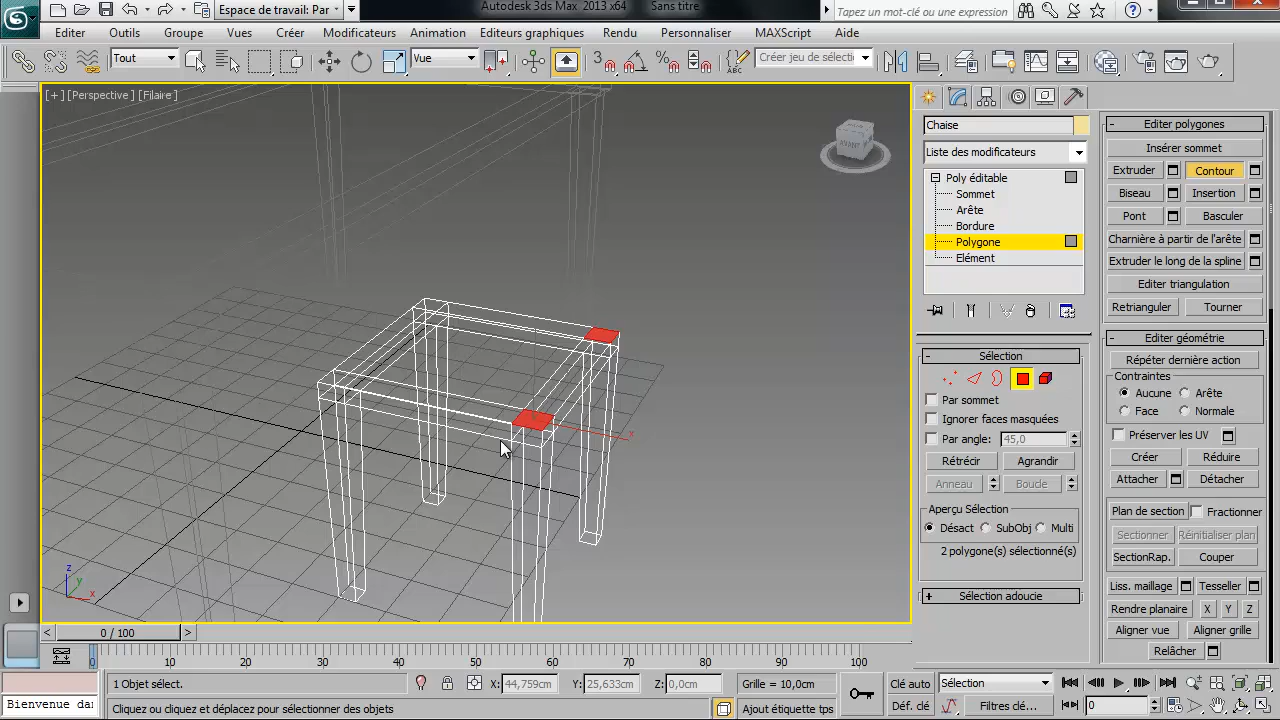 Espace de travail: Par
Autodesk 3ds Max  2013 x64
Sans titre
Tapez un mot-clé ou une expression
Editer
Outils
Groupe
Vues
Créer
Modificateurs
Animation
Editeurs graphiques
Rendu
Personnaliser
MAXScript
Aide
Tout
Vue
3
ABC
Créer jeu de sélecti
[ + ] [Perspective ] [Filaire ]
AVANT
x
z
y
x
Chaise
Liste des modificateurs
Poly éditable
Sommet
Arête
Bordure
Polygone
Elément
Sélection
Par sommet
Ignorer faces masquées
Par angle:
45,0
Rétrécir
Agrandir
Anneau
Boucle
Aperçu Sélection
Désact
SubObj
Multi
2 polygone(s) sélectionné(s)
Sélection adoucie
Editer polygones
Insérer sommet
Extruder
Contour
Biseau
Insertion
Pont
Basculer
Charnière à partir de l'arête
Extruder le long de la spline
Editer triangulation
Retrianguler
Tourner
Editer géométrie
Répéter dernière action
Contraintes
Aucune
Arête
Face
Normale
Préserver les UV
Créer
Réduire
Attacher
Détacher
Plan de section
Fractionner
Sectionner
Réinitialiser plan
SectionRap.
Couper
Liss. maillage
Tesseller
Rendre planaire
X
Y
Z
Aligner vue
Aligner grille
Relâcher
0 / 100
0
10
20
30
40
50
60
70
80
90
100
1 Objet sélect.
X:
44,759cm
Y:
25,633cm
Z:
0,0cm
Grille = 10,0cm
Clé auto
Sélection
Bienvenue dan
Cliquez ou cliquez et déplacez pour sélectionner des objets
Ajout étiquette tps
Déf. clé
Filtres clé...
0